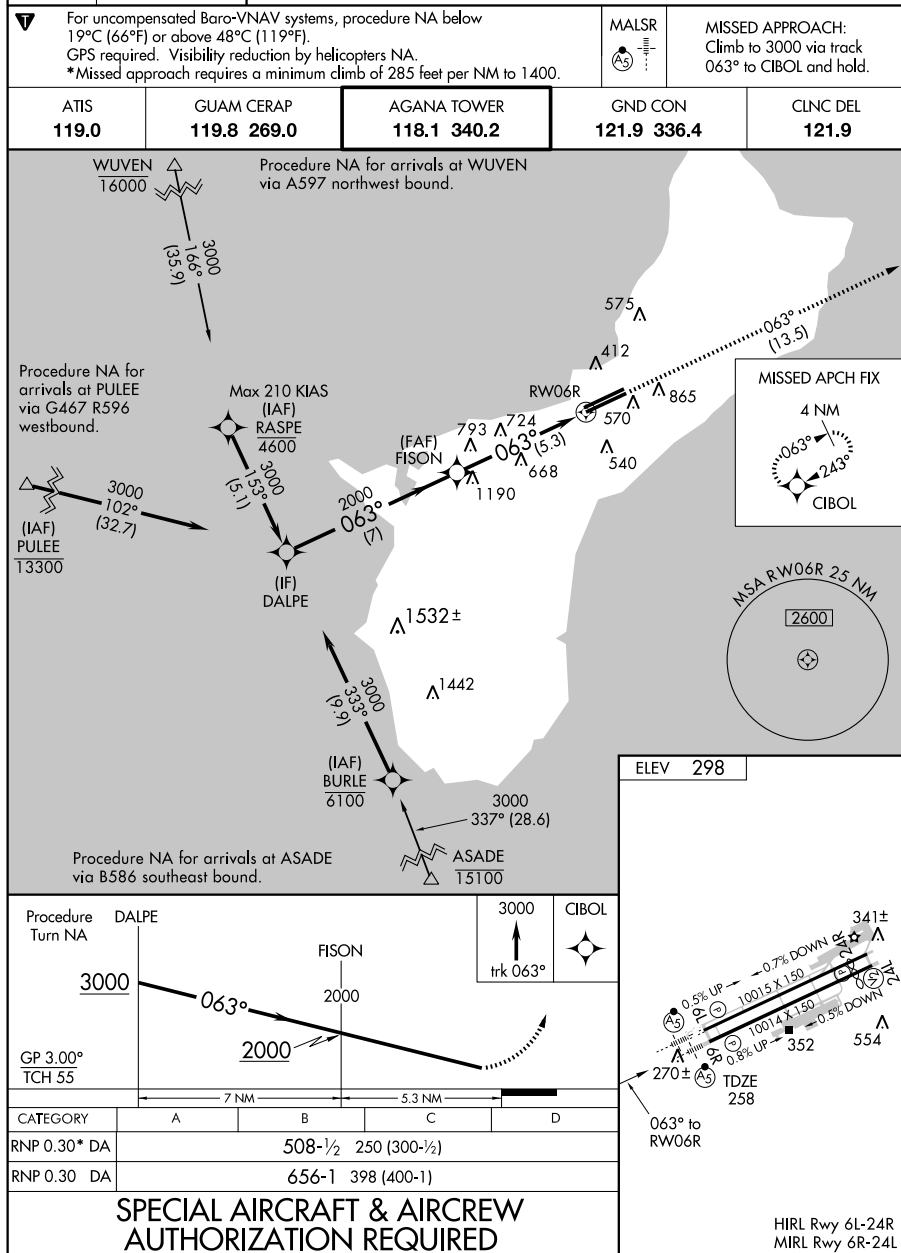 T
For uncompensated Baro-VNAV systems, procedure NA below
19°C (66°F) or above 48°C (119°F).
GPS required. Visibility reduction by helicopters NA.
*Missed approach requires a minimum climb of 285 feet per NM to 1400.
MALSR
A5
MISSED APPROACH:
Climb to 3000 via track
063° to CIBOL and hold.
ATIS
119.0
GUAM CERAP
119.8 269.0
AGANA TOWER
118.1 340.2
GND CON
121.9 336.4
CLNC DEL
121.9
WUVEN
16000
Procedure NA for arrivals at WUVEN
via A597 northwest bound.
3000
166°
(35.9)
575
063°
(13.5)
412
Procedure NA for
arrivals at PULEE
via G467 R596
westbound.
Max 210 KIAS
(IAF)
RASPE
4600
RW06R
570
865
MISSED APCH FIX
4 NM
063°
243°
CIBOL
(FAF)
FISON
793
724
063°
(5.3)
668
540
1190
3000
153°
(5.1)
2000
063°
(7)
3000
102°
(32.7)
(IAF)
PULEE
13300
(IF)
DALPE
MSA RW06R 25 NM
2600
1532±
1442
3000
333°
(9.9)
(IAF)
BURLE
6100
3000
337° (28.6)
ASADE
15100
Procedure NA for arrivals at ASADE
via B586 southeast bound.
ELEV 298
341±
0.7% DOWN
0.5% UP
24R
24L
10015 X 150
10014 X 150
P
P
P
A5
6L
6R
0.5% DOWN
0.8% UP
352
554
270±
A5
TDZE
258
063° to
RW06R
HIRL Rwy 6L-24R
MIRL Rwy 6R-24L
Procedure
Turn NA
DALPE
FISON
3000
trk 063°
CIBOL
3000
063°
2000
2000
GP 3.00°
TCH 55
7 NM
5.3 NM
CATEGORY
A
B
C
D
RNP 0.30* DA
508-½ 250 (300-½)
RNP 0.30 DA
656-1 398 (400-1)
SPECIAL AIRCRAFT & AIRCREW
AUTHORIZATION REQUIRED